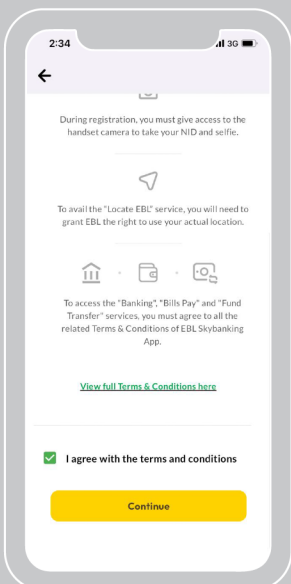 2:34
3G
During registration, you must give access to the
handset camera to take your NID and selfie.
To avail the "Locate EBL" service, you will need to
grant EBL the right to use your actual location.
To access the "Banking", "Bills Pay" and "Fund
Transfer" services, you must agree to all the
related Terms & Conditions of EBL Skybanking
App.
View full Terms & Conditions here
I agree with the terms and conditions
Continue